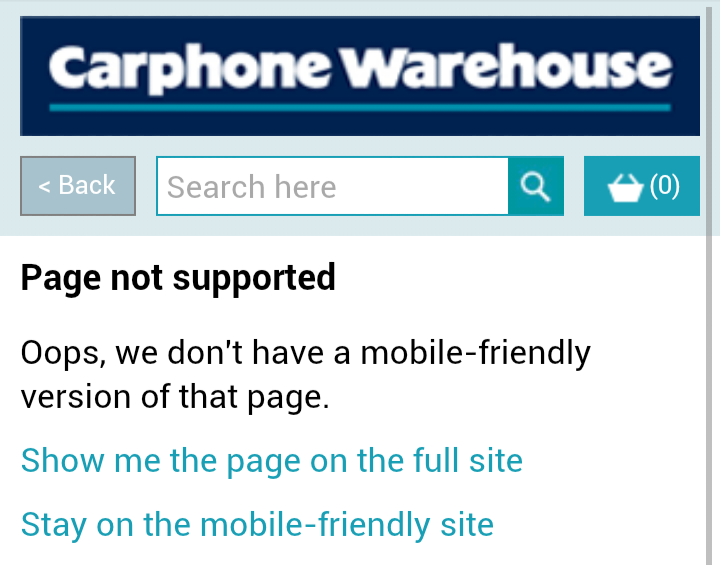 Carphone Warehouse
< Back
Search here
(0)
Page not supported
Oops, we don't have a mobile-friendly
version of that page.
Show me the page on the full site
Stay on the mobile-friendly site